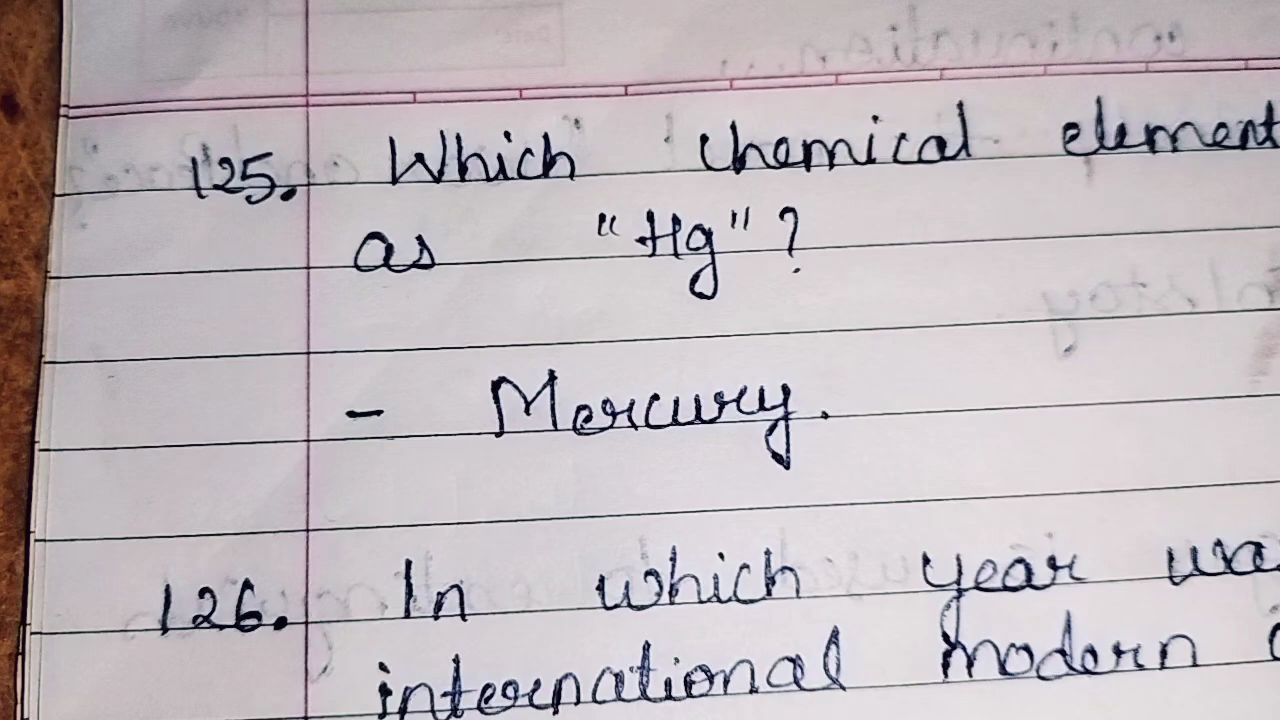 125. Which chemical element
as "Hg"?
- Mercury.
126. In which year
international modern